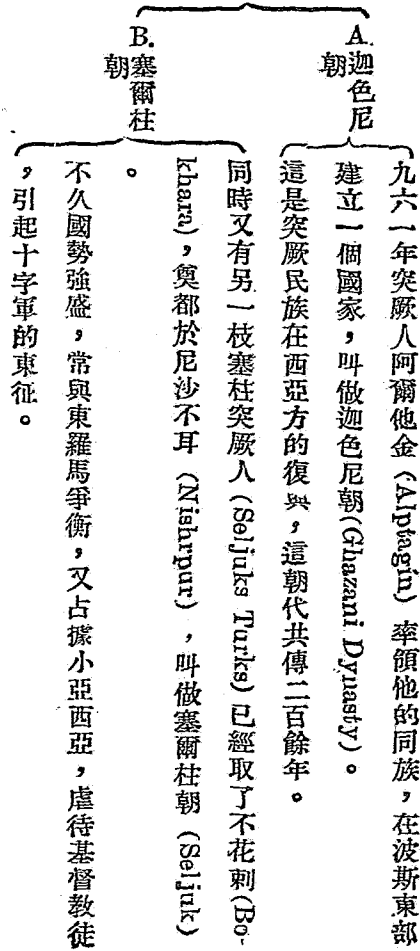 A.迦色尼
朝
九六一年突厥人阿爾他金(Alptagin)率領他的同族，在波斯東部
建立一個國家，叫做迦色尼朝(Ghazani Dynasty)。
這是突厥民族在西亞方的復興，這朝代共傳二百餘年。
B.塞爾柱
朝
同時又有另一枝塞柱突厥人(Seljuks Turks)已經取了不花剌(Bo-
khara)，奠都於尼沙不耳(Nishrpur)，叫做塞爾柱朝(Seljuk)
。
不久國勢強盛，常與東羅馬爭衡，又占據小亞西亞，虐待基督教徒
，引起十字軍的東征。